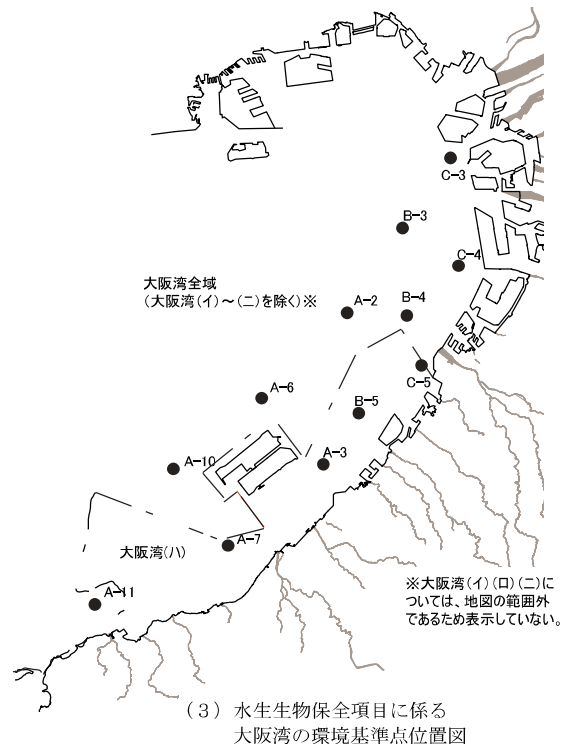 C-3
B-3
C-4
大阪湾全域
（大阪湾(イ)～(ニ)を除く)※
A-2
B-4
C-5
A-6
B-5
A-10
A-3
大阪湾(ハ)
A-7
A-11
※大阪湾(イ)(ロ)(ニ)に
ついては、地図の範囲外
であるため表示していない。
（３）水生生物保全項目に係る
大阪湾の環境基準点位置図